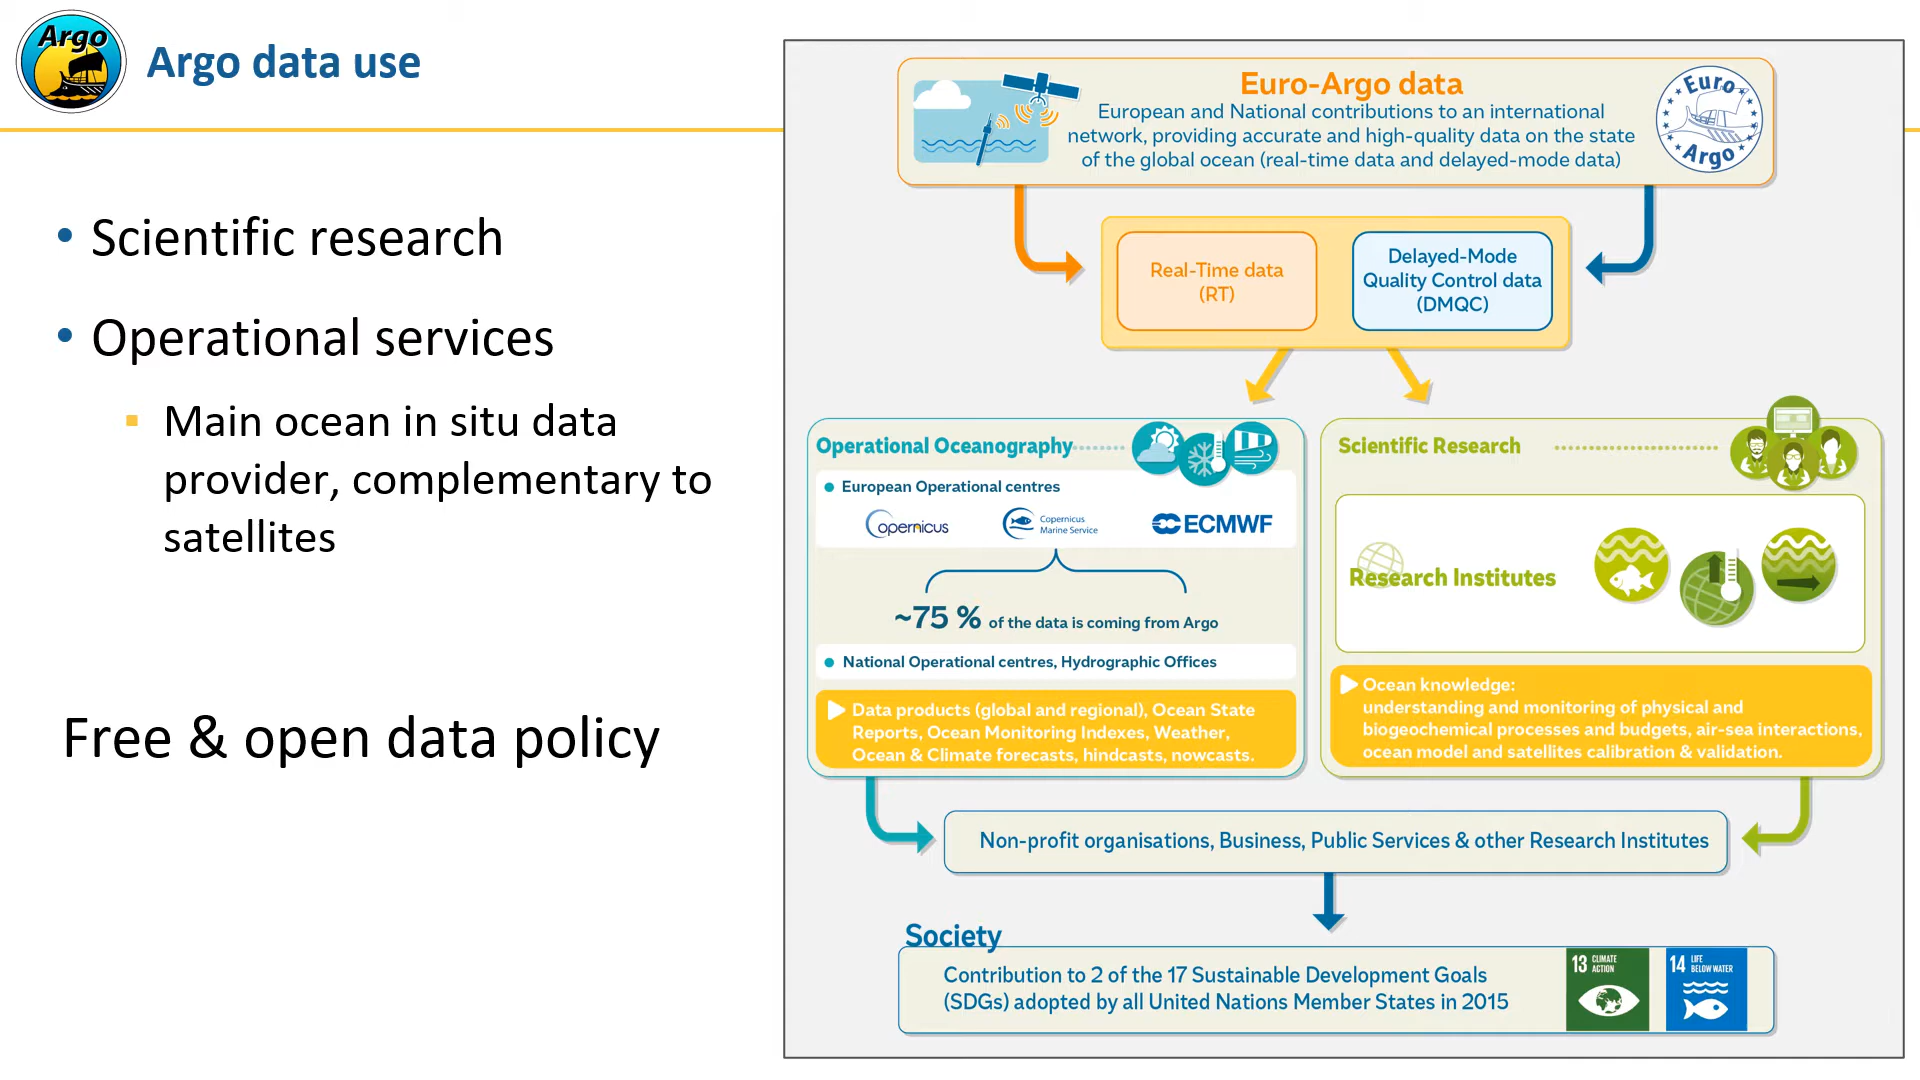 Argo
Argo data use
• Scientific research
• Operational services
▪ Main ocean in situ data
provider, complementary to
satellites
Free & open data policy
Euro-Argo data
European and National contributions to an international
network, providing accurate and high-quality data on the state
of the global ocean (real-time data and delayed-mode data)
Euro
Argo
Real-Time data
(RT)
Delayed-Mode
Quality Control data
(DMQC)
Operational Oceanography
• European Operational centres
opernicus
Copernicus
Marine Service
ECMWF
~75 % of the data is coming from Argo
• National Operational centres, Hydrographic Offices
Data products (global and regional), Ocean State
Reports, Ocean Monitoring Indexes, Weather,
Ocean & Climate forecasts, hindcasts, nowcasts.
Scientific Research
Research Institutes
Ocean knowledge:
understanding and monitoring of physical and
biogeochemical processes and budgets, air-sea interactions,
ocean model and satellites calibration & validation.
Non-profit organisations, Business, Public Services & other Research Institutes
Society
Contribution to 2 of the 17 Sustainable Development Goals
(SDGs) adopted by all United Nations Member States in 2015
13 CLIMATE
ACTION
14 LIFE
BELOW WATER